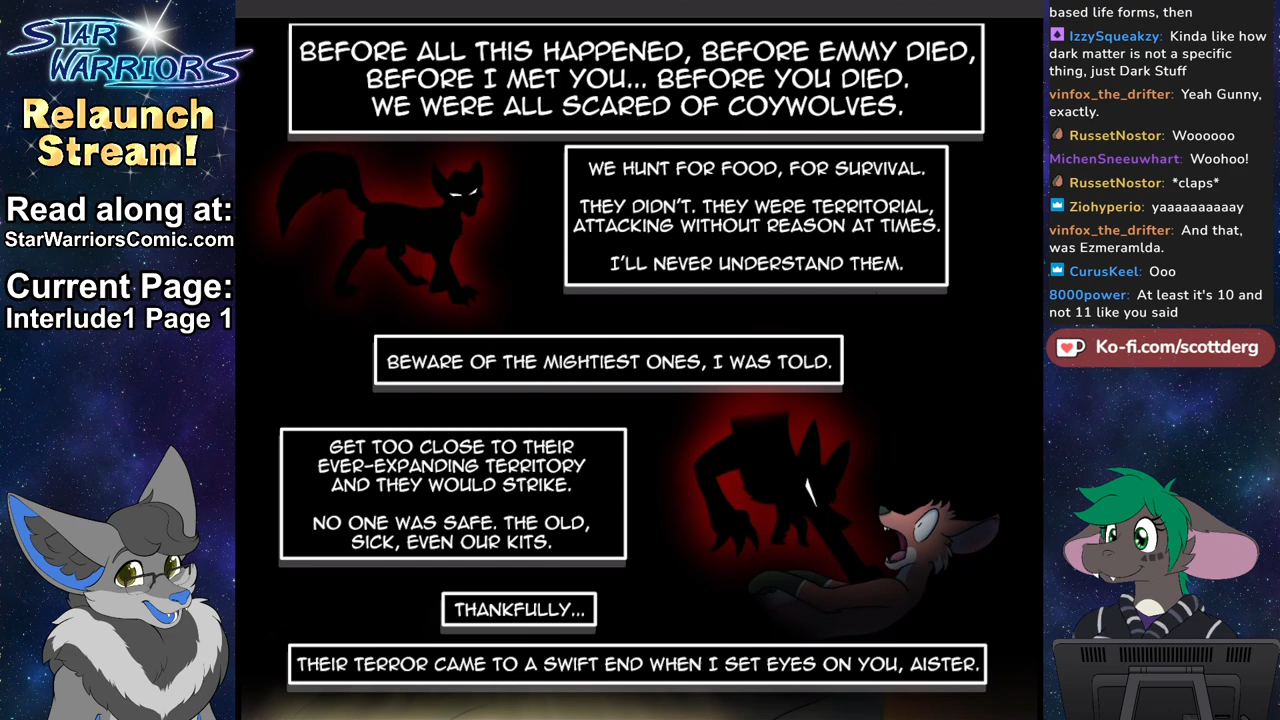 STAR WARRIORS
Relaunch
Stream!
Read along at:
StarWarriorsComic.com
Current Page:
Interlude1 Page 1
BEFORE ALL THIS HAPPENED, BEFORE EMMY DIED,
BEFORE I MET YOU... BEFORE YOU DIED.
WE WERE ALL SCARED OF COYWOLVES.
WE HUNT FOR FOOD, FOR SURVIVAL.
THEY DIDN'T. THEY WERE TERRITORIAL,
ATTACKING WITHOUT REASON AT TIMES.
I'LL NEVER UNDERSTAND THEM.
BEWARE OF THE MIGHTIEST ONES, I WAS TOLD.
GET TOO CLOSE TO THEIR
EVER-EXPANDING TERRITORY
AND THEY WOULD STRIKE.
NO ONE WAS SAFE. THE OLD,
SICK, EVEN OUR KITS.
THANKFULLY...
THEIR TERROR CAME TO A SWIFT END WHEN I SET EYES ON YOU, AISTER.
based life forms, then
IzzySqueakzy: Kinda like how
dark matter is not a specific
thing, just Dark Stuff
vinfox_the_drifter: Yeah Gunny,
exactly.
RussetNostor: Wooooo
MichenSneeuwhart: Woohoo!
RussetNostor: *claps*
Ziohyperio: yaaaaaaaaay
vinfox_the_drifter: And that,
was Ezmeramlda.
CurusKeel: Ooo
8000power: At least it's 10 and
not 11 like you said
Ko-fi.com/scottderg